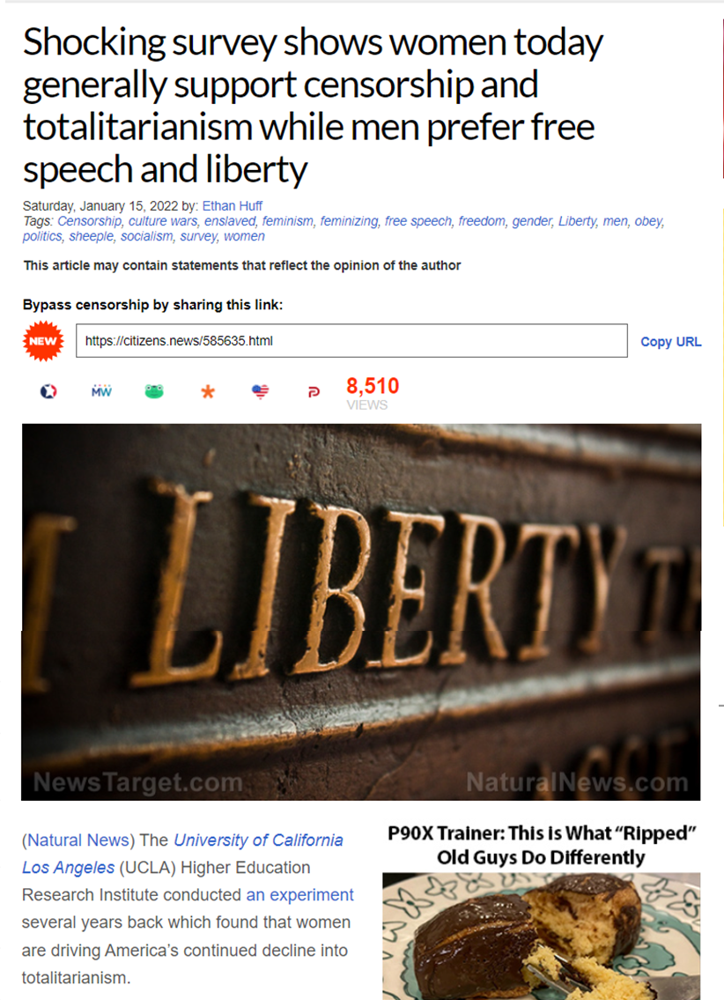 Shocking survey shows women today
generally support censorship and
totalitarianism while men prefer free
speech and liberty
Saturday, January 15, 2022 by: Ethan Huff
Tags: Censorship, culture wars, enslaved, feminism, feminizing, free speech, freedom, gender, Liberty, men, obey,
politics, sheeple, socialism, survey, women
This article may contain statements that reflect the opinion of the author
Bypass censorship by sharing this link:
NEW
https://citizens.news/585635.html
Copy URL
MW
8,510
VIEWS
LIBERTY
NewsTarget.com
NaturalNews.com
(Natural News) The University of California
Los Angeles (UCLA) Higher Education
Research Institute conducted an experiment
several years back which found that women
are driving America's continued decline into
totalitarianism.
P90X Trainer: This is What “Ripped”
Old Guys Do Differently